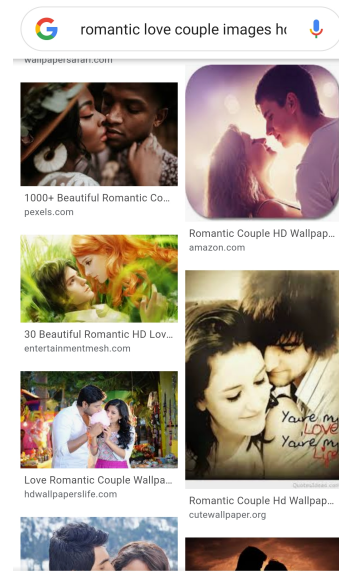 romantic love couple images h
wallpapersafari.com
1000+ Beautiful Romantic Co...
pexels.com
Romantic Couple HD Wallpap...
amazon.com
30 Beautiful Romantic HD Lov...
entertainmentmesh.com
You're my
LOVE
You're my
Life
Love Romantic Couple Wallpa...
hdwallpaperslife.com
Romantic Couple Hd Wallpap...
cutewallpaper.org